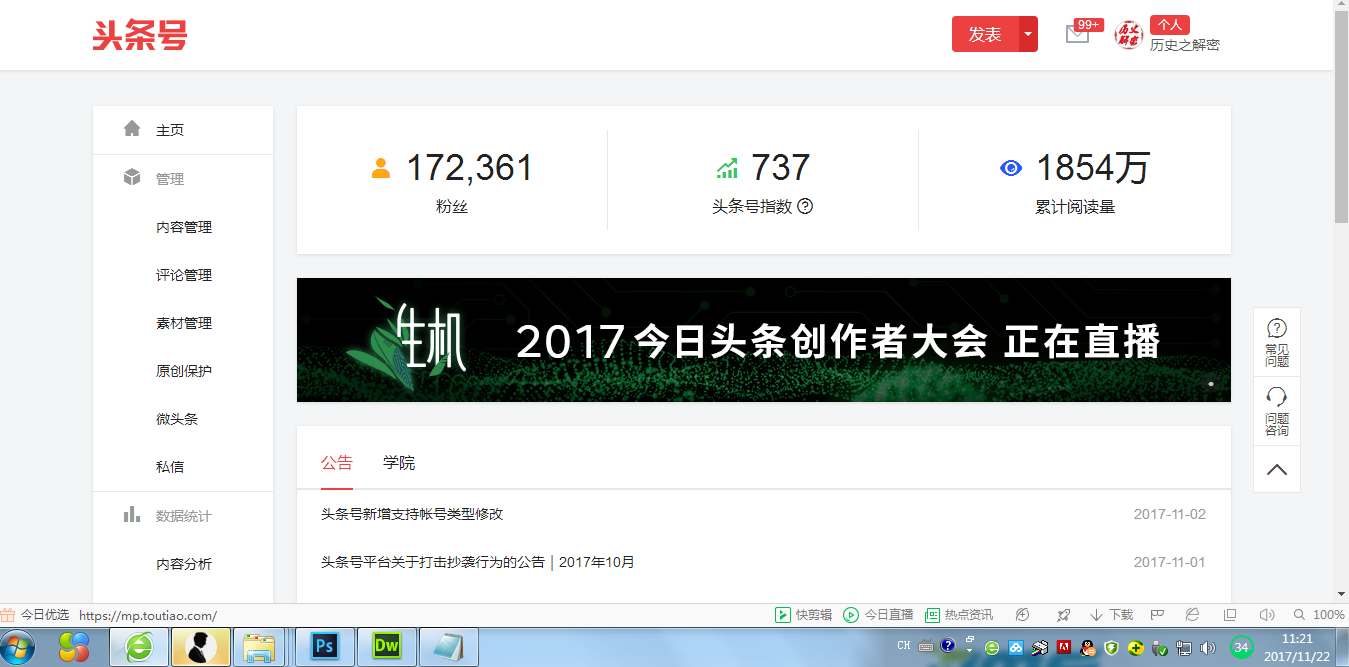 头条号
发表
99+
历史解密
个人
历史之解密
主页
管理
内容管理
评论管理
素材管理
原创保护
微头条
私信
数据统计
内容分析
172,361
粉丝
737
头条号指数
1854万
累计阅读量
生机
2017今日头条创作者大会 正在直播
常见
问题
问题
咨询
公告 学院
头条号新增支持帐号类型修改 2017-11-02
头条号平台关于打击抄袭行为的公告｜2017年10月 2017-11-01
今日优选 https://mp.toutiao.com/ 快剪辑 今日直播 热点资讯 下载 100%
Ps Dw CH 34
11:21
2017/11/22